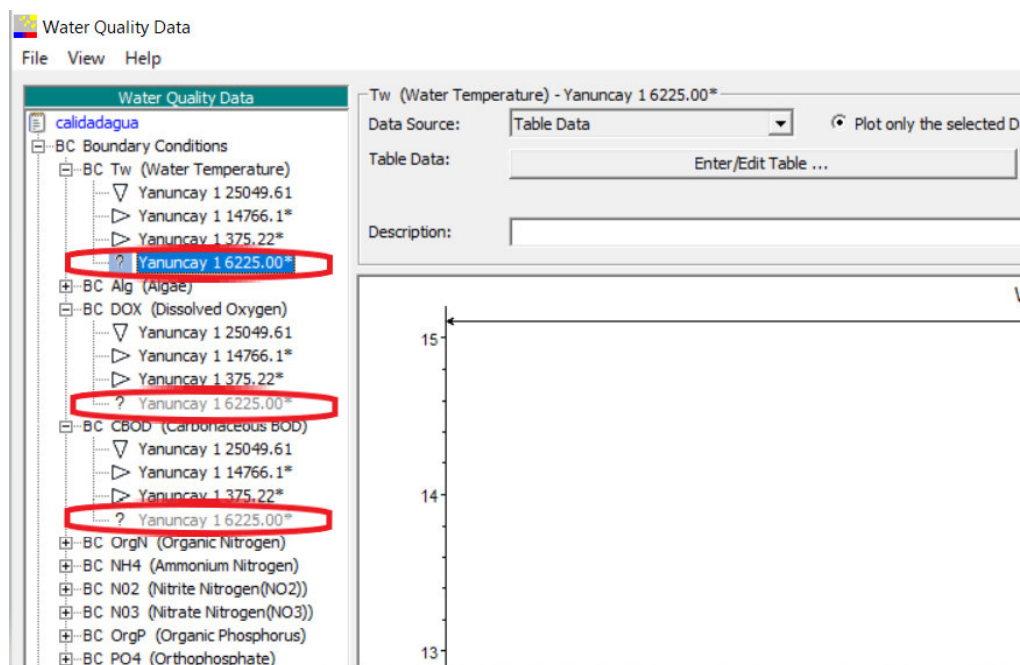 Water Quality Data
File View Help
Water Quality Data
calidadagua
BC Boundary Conditions
BC Tw (Water Temperature)
Yanuncay 1 25049.61
Yanuncay 1 14766.1*
Yanuncay 1 375.22*
? Yanuncay 1 6225.00*
BC Alg (Algae)
BC DOX (Dissolved Oxygen)
Yanuncay 1 25049.61
Yanuncay 1 14766.1*
Yanuncay 1 375.22*
? Yanuncay 1 6225.00*
BC CBOD (Carbonaceous BOD)
Yanuncay 1 25049.61
Yanuncay 1 14766.1*
Yanuncay 1 375.22*
? Yanuncay 1 6225.00*
BC OrgN (Organic Nitrogen)
BC NH4 (Ammonium Nitrogen)
BC N02 (Nitrite Nitrogen(NO2))
BC N03 (Nitrate Nitrogen(NO3))
BC OrgP (Organic Phosphorus)
BC PO4 (Orthophosphate)
Tw (Water Temperature) - Yanuncay 1 6225.00*
Data Source: Table Data Plot only the selected D
Table Data: Enter/Edit Table ...
Description:
15
14
13